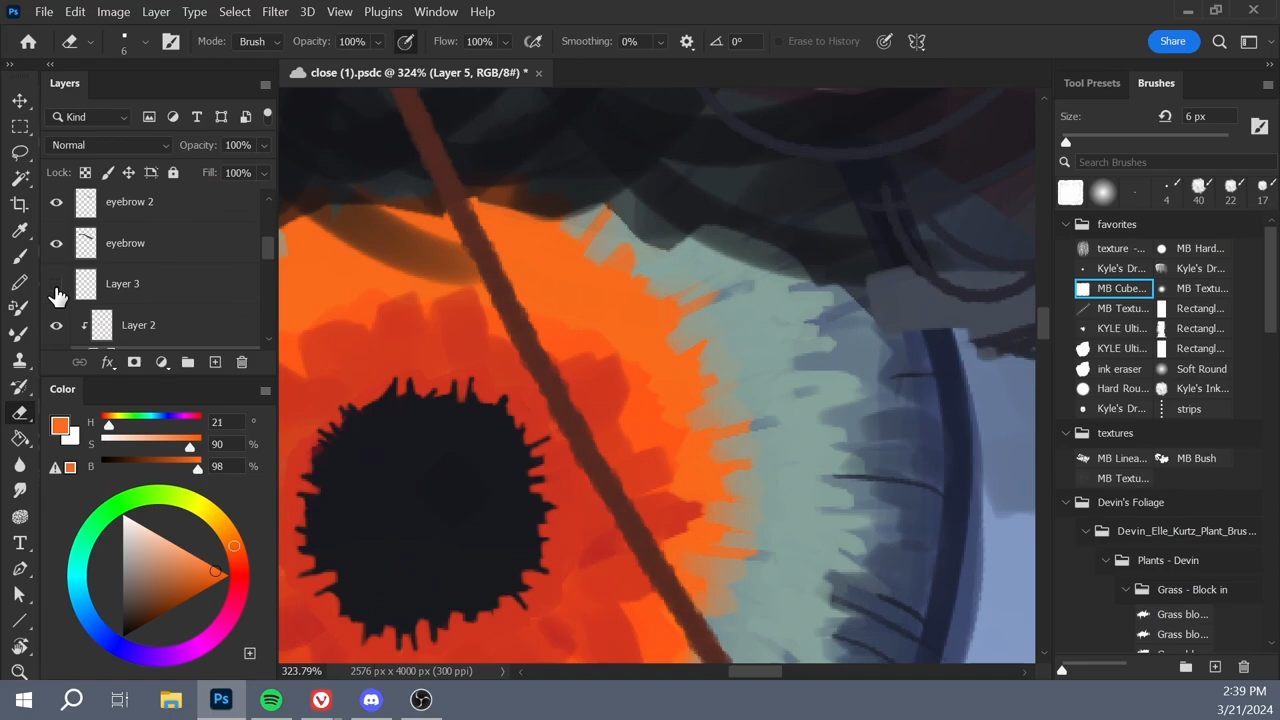 Ps File Edit Image Layer Type Select Filter 3D View Plugins Window Help
6 Mode: Brush Opacity: 100% Flow: 100% Smoothing: 0% 0° Erase to History Share
Layers
close (1).psdc @ 324% (Layer 5, RGB/8#) *
Tool Presets Brushes
Kind
Size: 6 px
Normal Opacity: 100%
Search Brushes
Lock: Fill: 100%
4 40 22 17
eyebrow 2
eyebrow
Layer 3
Layer 2
favorites
texture -... MB Hard...
Kyle's Dr... Kyle's Dr...
MB Cube... MB Textu...
MB Textu... Rectangl...
KYLE Ulti... Rectangl...
KYLE Ulti... Rectangl...
ink eraser Soft Round
Hard Rou... Kyle's Ink...
Kyle's Dr... strips
textures
MB Linea... MB Bush
MB Textu...
Devin's Foliage
Devin_Elle_Kurtz_Plant_Brus...
Plants - Devin
Grass - Block in
Grass blo...
Grass blo...
fx
Color
H 21 °
S 90 %
B 98 %
323.79% 2576 px x 4000 px (300 ppi)
Ps
2:39 PM
3/21/2024